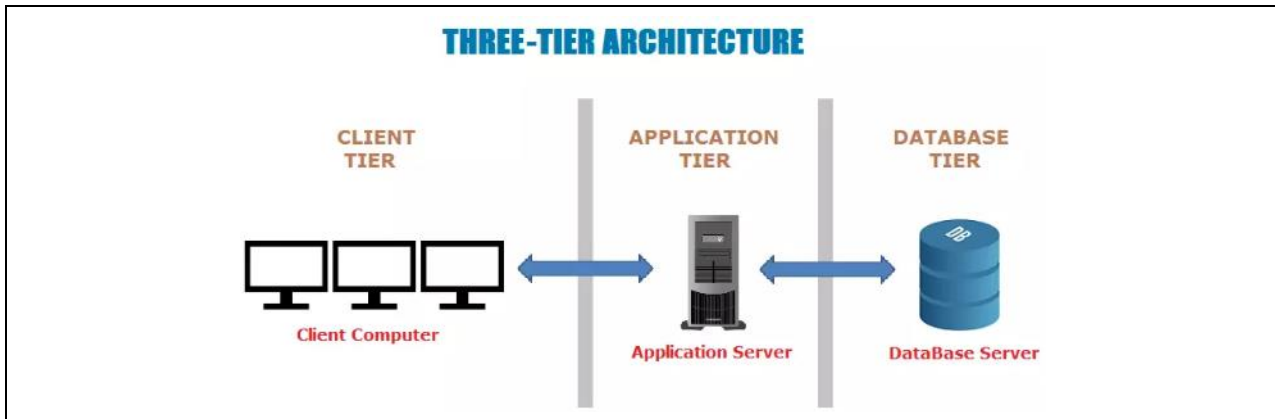 THREE-TIER ARCHITECTURE
CLIENT
TIER
APPLICATION
TIER
DATABASE
TIER
DB
Client Computer
Application Server
DataBase Server